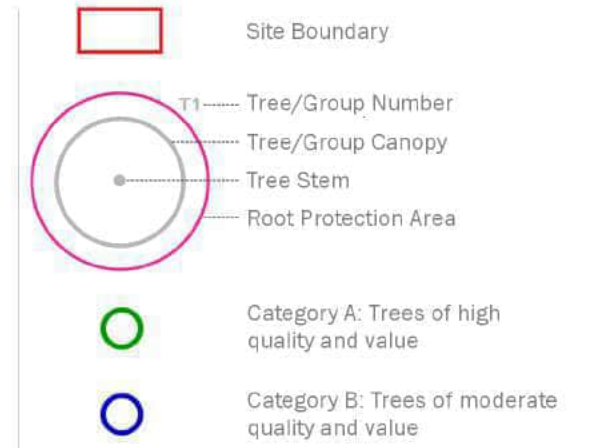 Site Boundary
T1
Tree/Group Number
Tree/Group Canopy
Tree Stem
Root Protection Area
Category A: Trees of high
quality and value
Category B: Trees of moderate
quality and value